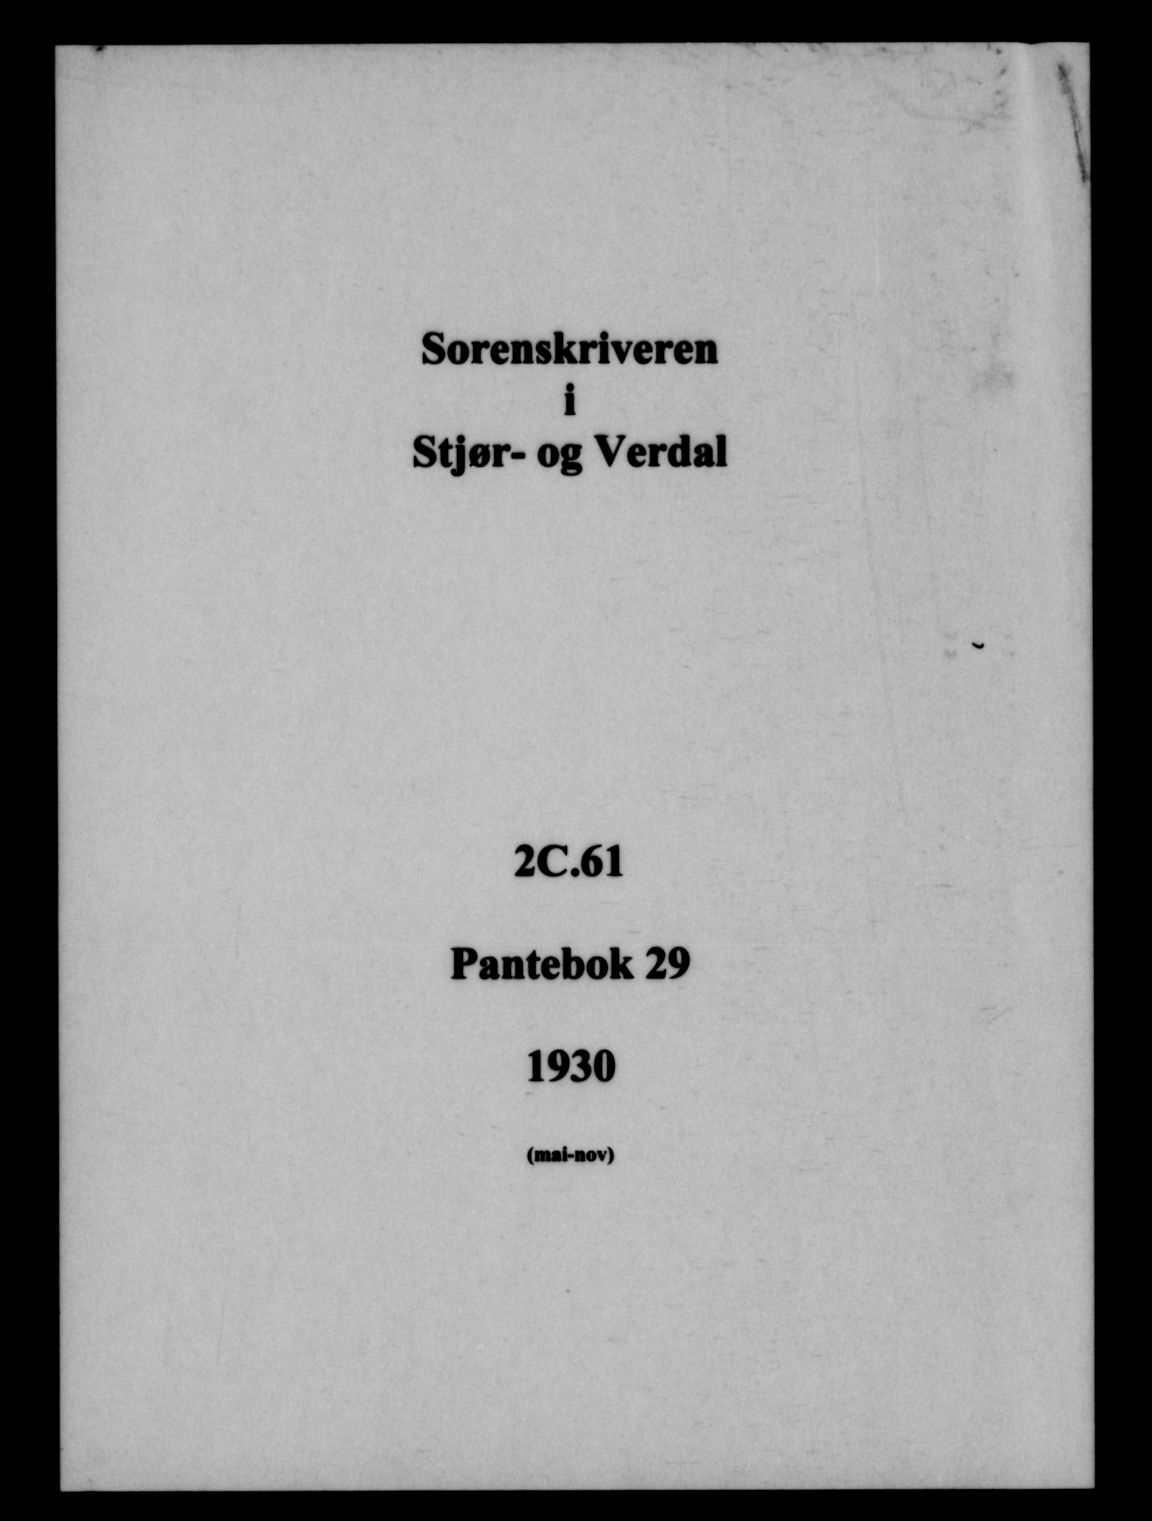 Sorenskriveren
i
Stjør- og Verdal
2C.61
Pantebok 29
1930
(mai-nov)